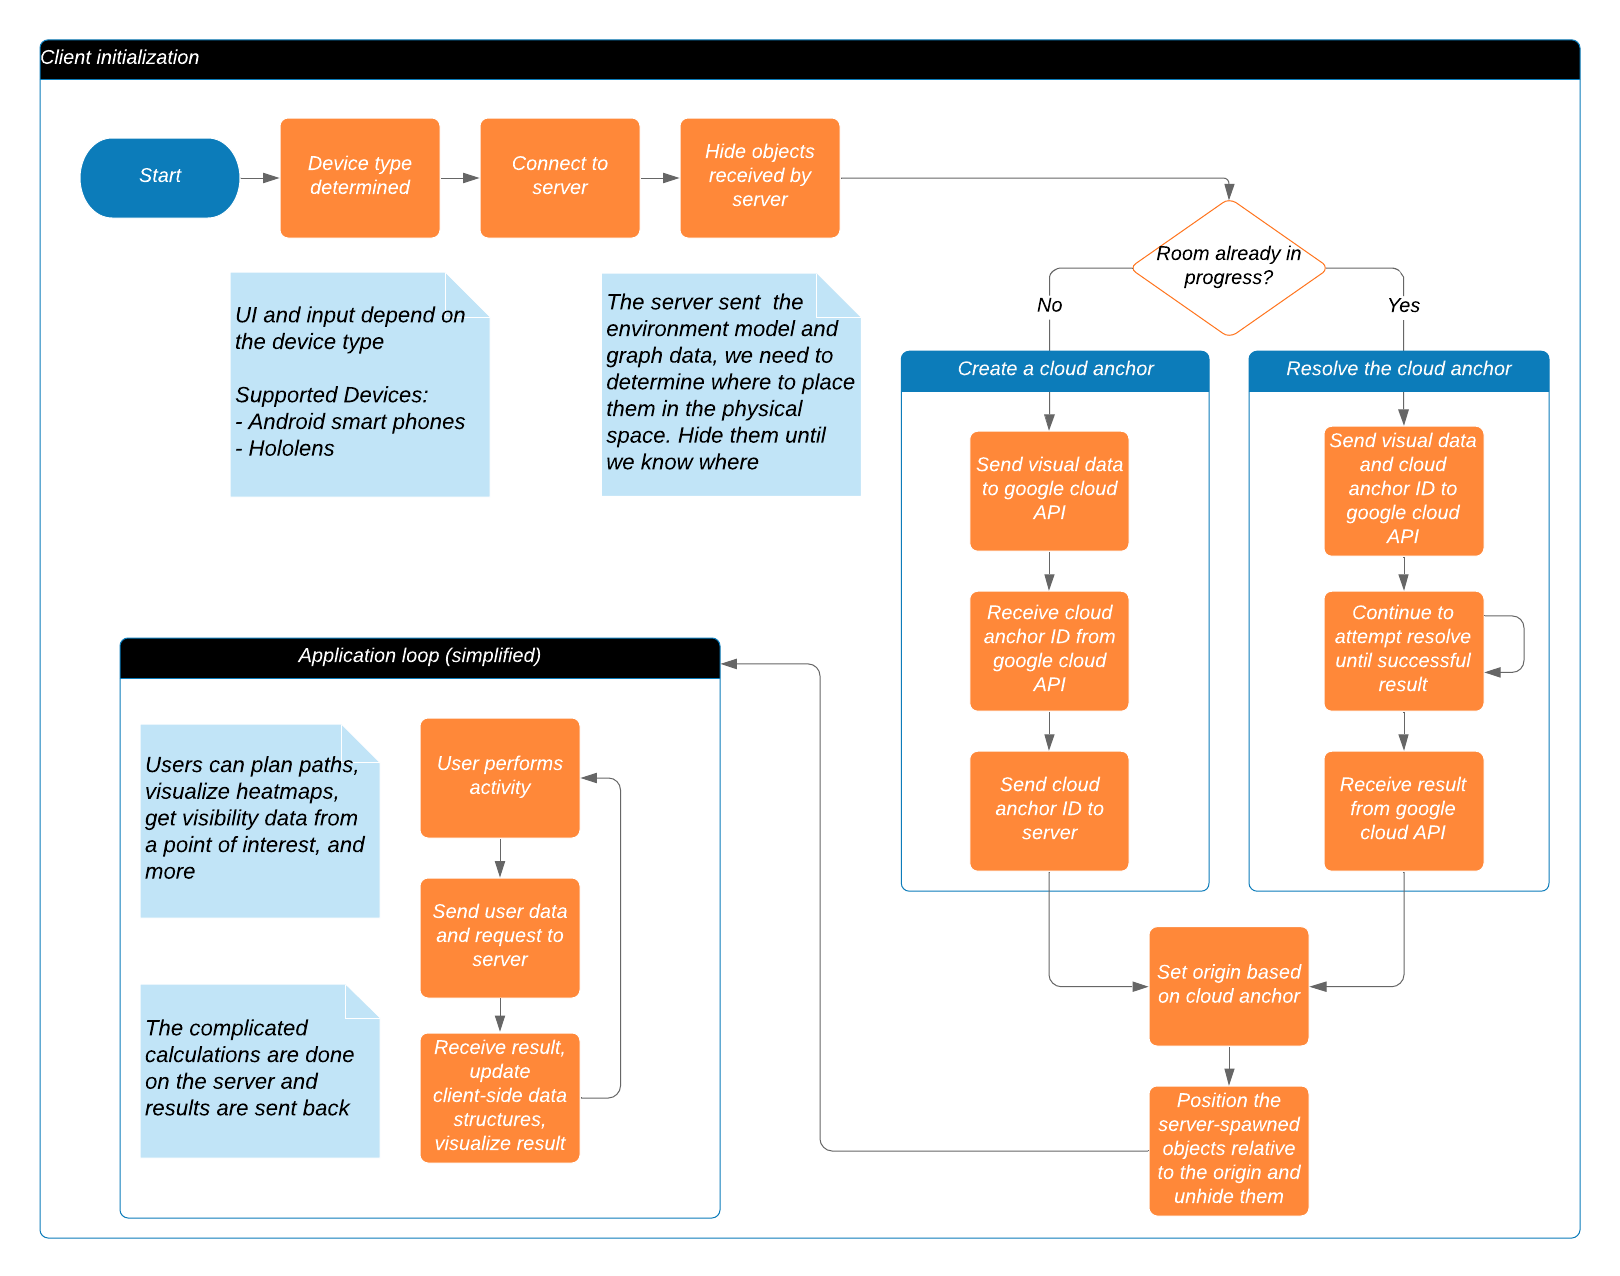 Client initialization
Start
Device type
determined
Connect to
server
Hide objects
received by
server
Room already in
progress?
No
Yes
UI and input depend on
the device type
Supported Devices:
- Android smart phones
- Hololens
The server sent  the
environment model and
graph data, we need to
determine where to place
them in the physical
space. Hide them until
we know where
Create a cloud anchor
Send visual data
to google cloud
API
Receive cloud
anchor ID from
google cloud
API
Send cloud
anchor ID to
server
Resolve the cloud anchor
Send visual data
and cloud
anchor ID to
google cloud
API
Continue to
attempt resolve
until successful
result
Receive result
from google
cloud API
Set origin based
on cloud anchor
Position the
server-spawned
objects relative
to the origin and
unhide them
Application loop (simplified)
Users can plan paths,
visualize heatmaps,
get visibility data from
a point of interest, and
more
The complicated
calculations are done
on the server and
results are sent back
User performs
activity
Send user data
and request to
server
Receive result,
update
client-side data
structures,
visualize result